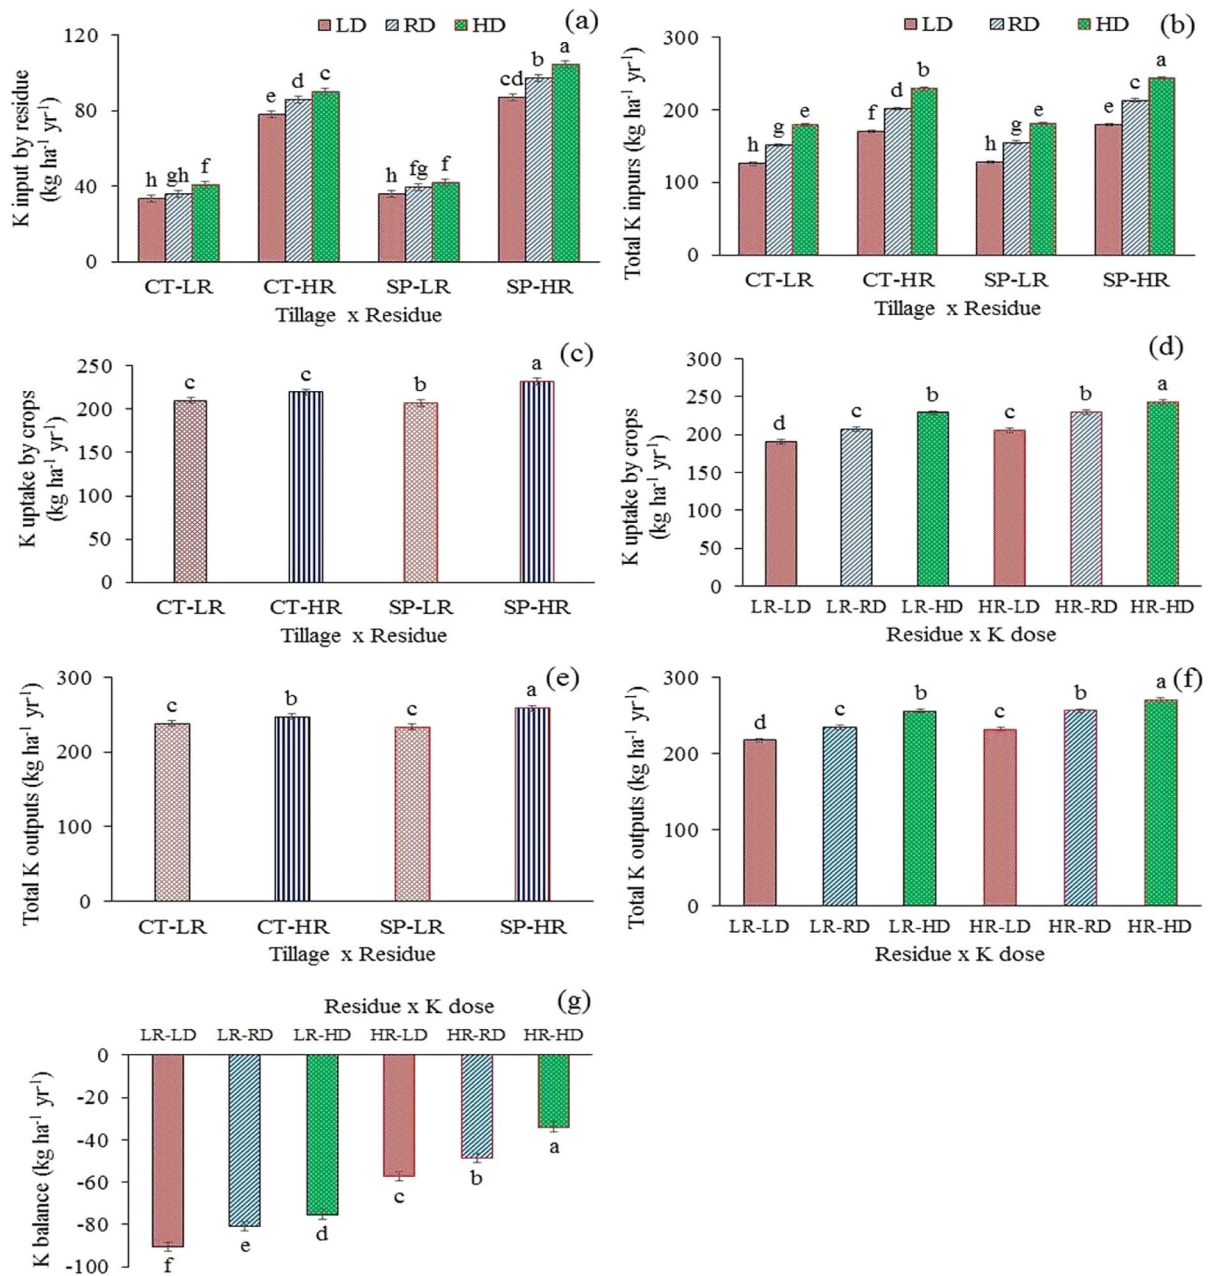 (a)
LD RD HD
K input by residue
(kg ha⁻¹ yr⁻¹)
120
80
40
0
h gh f
e d c
h fg f
cd b a
CT-LR CT-HR SP-LR SP-HR
Tillage x Residue
(b)
LD RD HD
Total K inpurs (kg ha⁻¹ yr⁻¹)
300
200
100
0
h g e
f d b
h g e
e c a
CT-LR CT-HR SP-LR SP-HR
Tillage x Residue
(c)
K uptake by crops
(kg ha⁻¹ yr⁻¹)
250
200
150
100
50
0
c c b a
CT-LR CT-HR SP-LR SP-HR
Tillage x Residue
(d)
K uptake by crops
(kg ha⁻¹ yr⁻¹)
300
250
200
150
100
50
0
d c b c b a
LR-LD LR-RD LR-HD HR-LD HR-RD HR-HD
Residue x K dose
(e)
Total K outputs (kg ha⁻¹ yr⁻¹)
300
200
100
0
c b c a
CT-LR CT-HR SP-LR SP-HR
Tillage x Residue
(f)
Total K outputs (kg ha⁻¹ yr⁻¹)
300
200
100
0
d c b c b a
LR-LD LR-RD LR-HD HR-LD HR-RD HR-HD
Residue x K dose
(g)
Residue x K dose
LR-LD LR-RD LR-HD HR-LD HR-RD HR-HD
K balance (kg ha⁻¹ yr⁻¹)
0
-20
-40
-60
-80
-100
f e d c b a